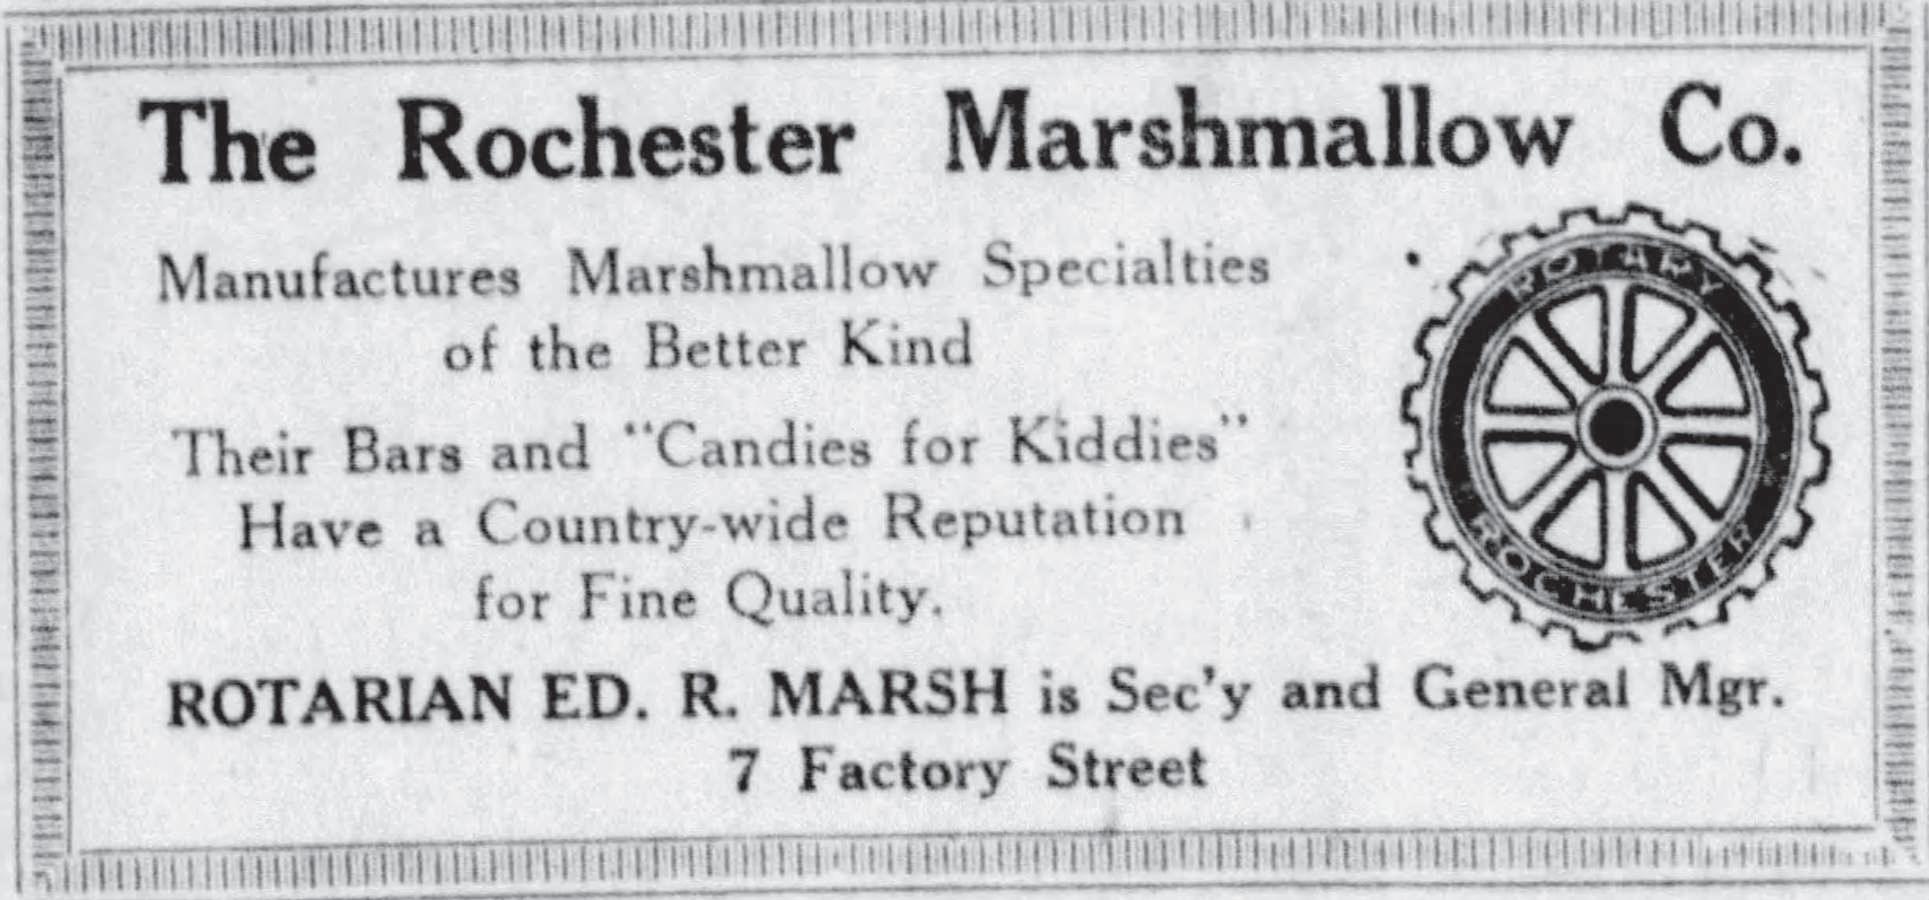 The Rochester Marshmallow Co.
Manufactures Marshmallow Specialties
of the Better Kind
Their Bars and "Candies for Kiddies"
Have a Country-wide Reputation
for Fine Quality.
ROTARY
ROCHESTER
ROTARIAN ED. R. MARSH is Sec'y and General Mgr.
7 Factory Street